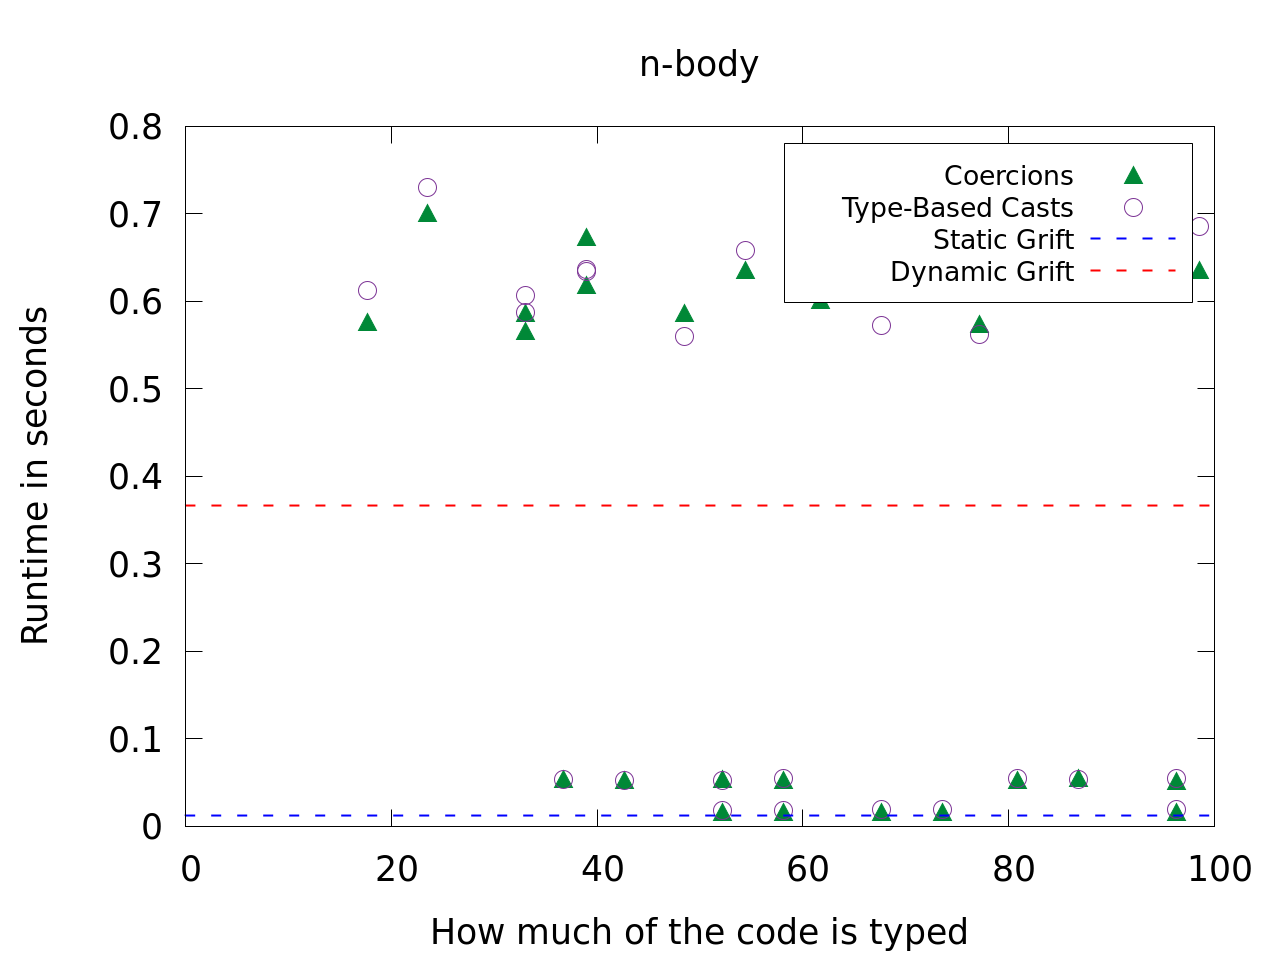 n-body
0.8
0.7
0.6
0.5
0.4
0.3
0.2
0.1
0
Runtime in seconds
Coercions
Type-Based Casts
Static Grift
Dynamic Grift
0 20 40 60 80 100
How much of the code is typed